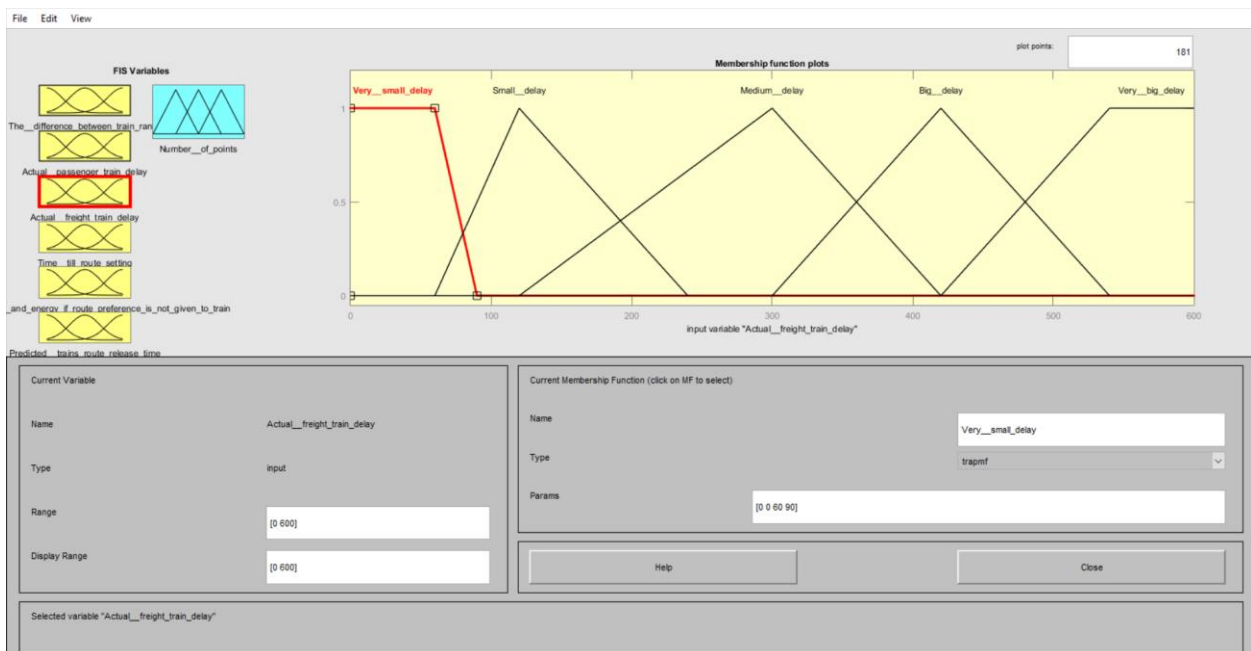 File Edit View
plot points: 181
FIS Variables
Membership function plots
The__difference_between_train_ran
Number__of_points
Actual__passenger_train_delay
Actual__freight_train_delay
Time__till_route_setting
_and_energy_if_route_preference_is_not_given_to_train
Predicted__trains_route_release_time
Very__small_delay Small__delay Medium__delay Big__delay Very__big_delay
1
0.5
0
0 100 200 300 400 500 600
input variable "Actual__freight_train_delay"
Current Variable
Name Actual__freight_train_delay
Type input
Range [0 600]
Display Range [0 600]
Current Membership Function (click on MF to select)
Name Very__small_delay
Type trapmf
Params [0 0 60 90]
Help Close
Selected variable "Actual__freight_train_delay"